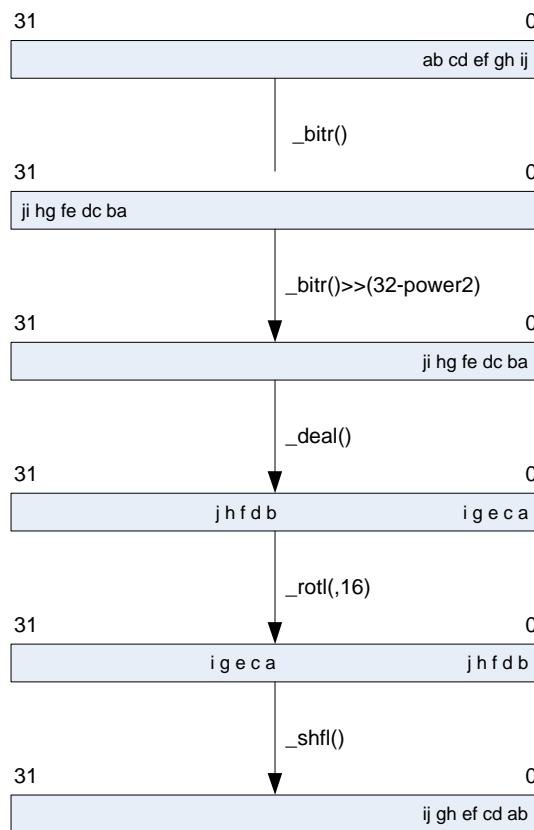 31 0
ab cd ef gh ij
_bitr()
31 0
ji hg fe dc ba
_bitr()>>(32-power2)
31 0
ji hg fe dc ba
_deal()
31 0
j h f d b i g e c a
_rotl(,16)
31 0
i g e c a j h f d b
_shfl()
31 0
ij gh ef cd ab